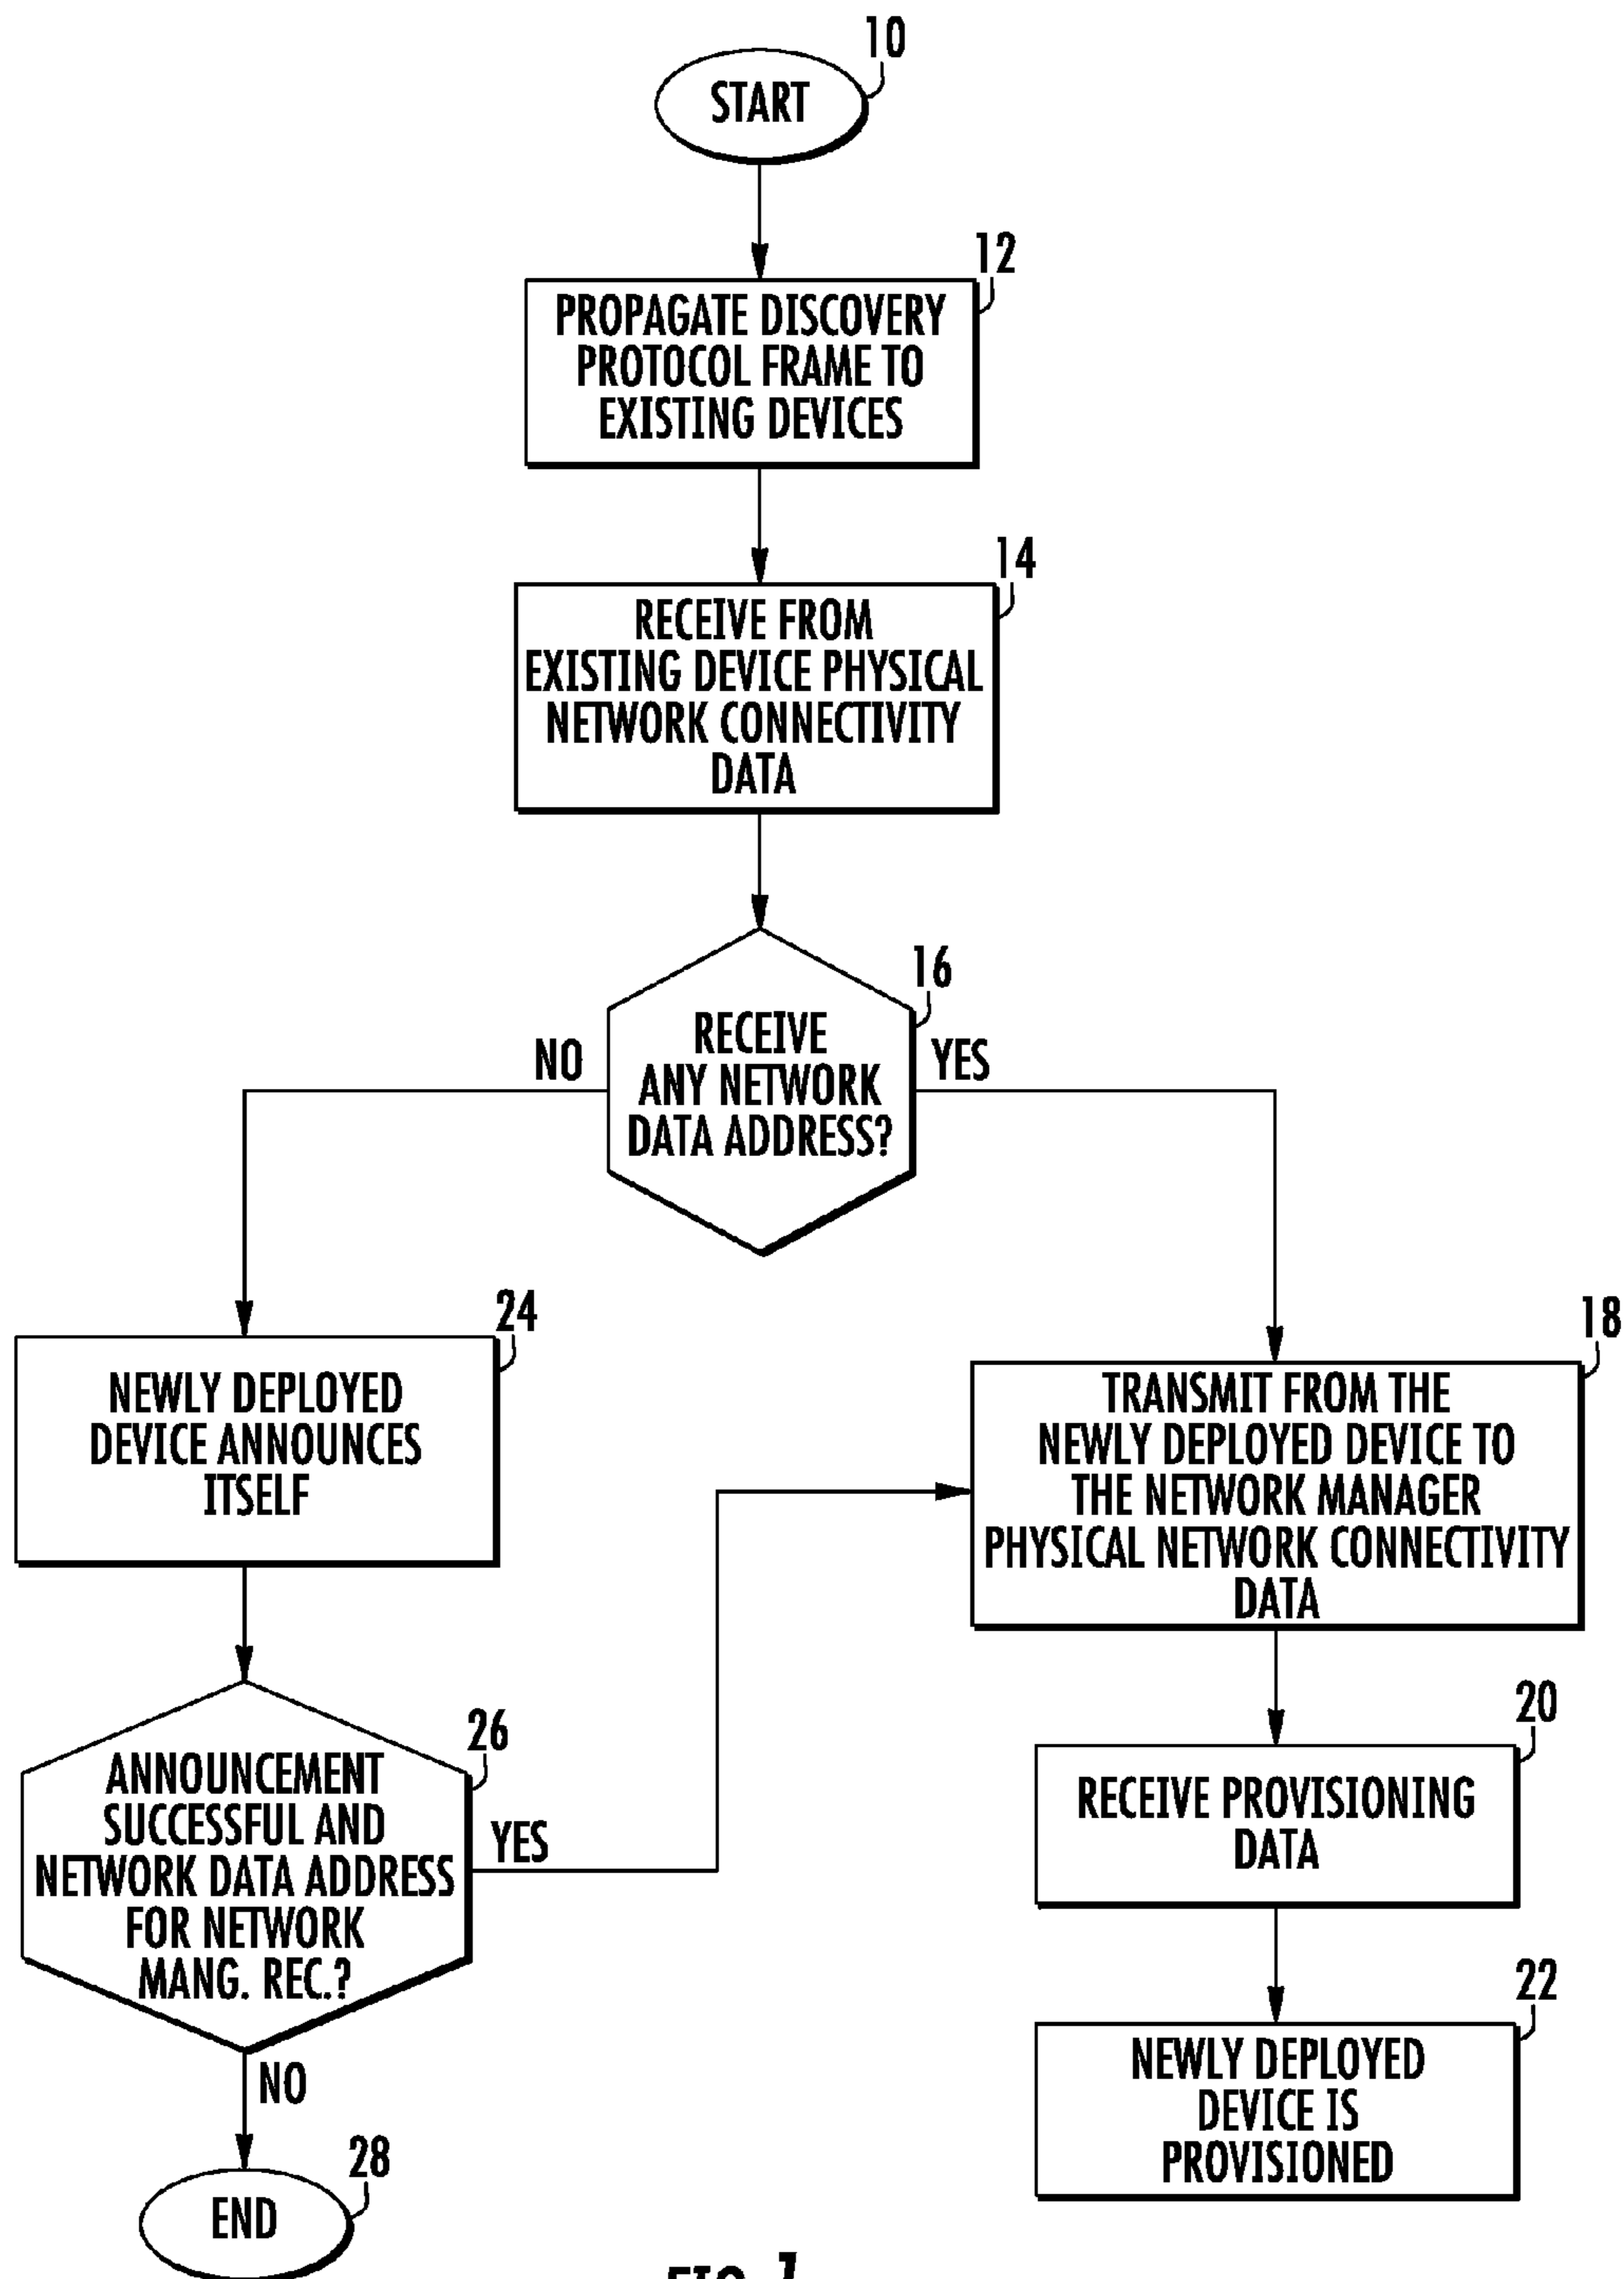 10
START
12
PROPAGATE DISCOVERY
PROTOCOL FRAME TO
EXISTING DEVICES
14
RECEIVE FROM
EXISTING DEVICE PHYSICAL
NETWORK CONNECTIVITY
DATA
16
RECEIVE
ANY NETWORK
DATA ADDRESS?
NO
YES
24
NEWLY DEPLOYED
DEVICE ANNOUNCES
ITSELF
18
TRANSMIT FROM THE
NEWLY DEPLOYED DEVICE TO
THE NETWORK MANAGER
PHYSICAL NETWORK CONNECTIVITY
DATA
26
ANNOUNCEMENT
SUCCESSFUL AND
NETWORK DATA ADDRESS
FOR NETWORK
MANG. REC.?
YES
NO
20
RECEIVE PROVISIONING
DATA
22
NEWLY DEPLOYED
DEVICE IS
PROVISIONED
28
END
FIG. 1